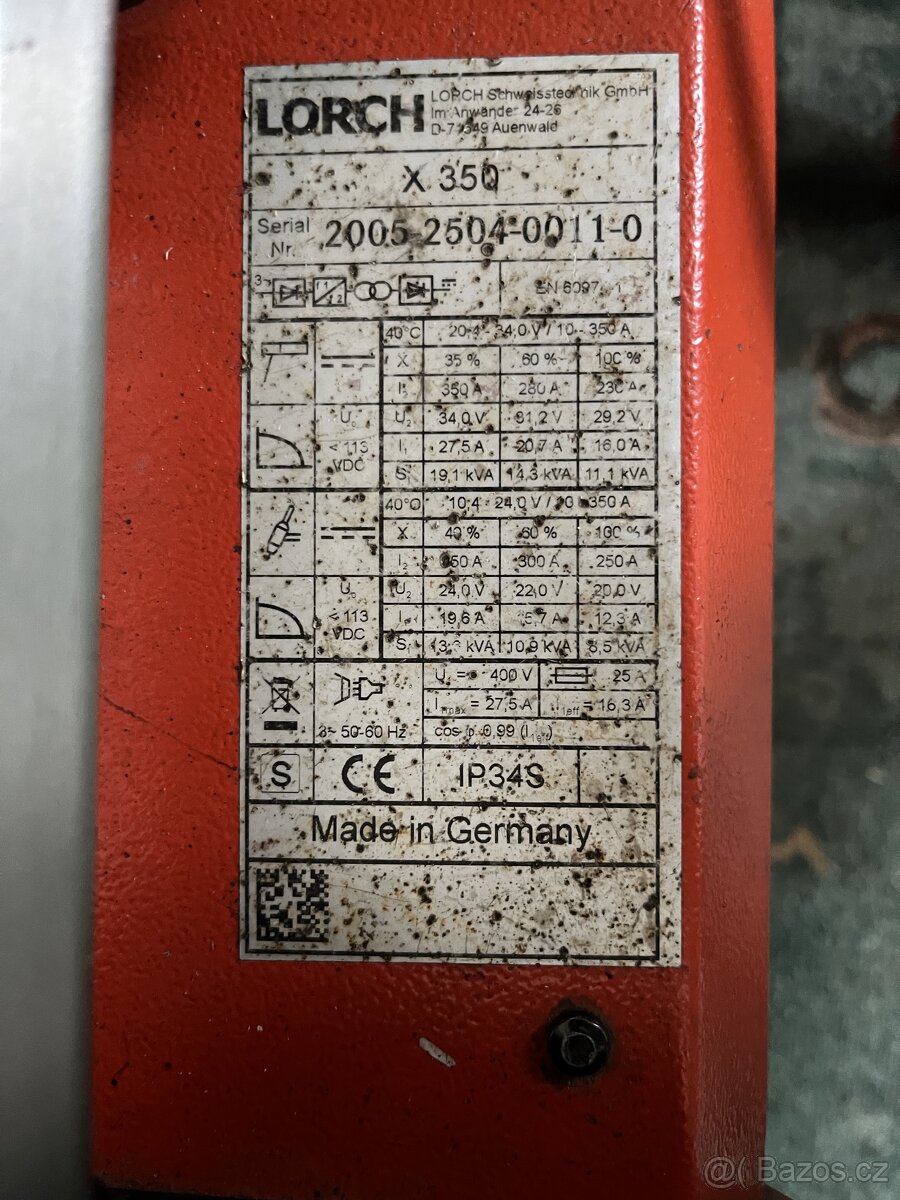 LORCH
LORCH Schweisstechnik GmbH
Im Anwänder 24-26
D-71549 Auenwald
X 350
Serial Nr. 2005-2504-0011-0
3~
EN 6097
40°C 20.4 - 34,0 V / 10 - 350 A
X 35 % 60 % 100 %
I₂ 350 A 280 A 230 A
U₀ U₂ 34,0 V 31,2 V 29,2 V
< 113 VDC I₁ 27,5 A 20,7 A 16,0 A
S₁ 19,1 kVA 14,3 kVA 11,1 kVA
40°C 10.4 - 24,0 V / 10 - 350 A
X 40 % 60 % 100 %
I₂ 350 A 300 A 250 A
U₀ U₂ 24,0 V 22,0 V 20,0 V
< 113 VDC I₁ 19,6 A 12,3 A
S₁ kVA 10,9 kVA 8,5 kVA
U₁ = 400 V 25 A
I₁max = 27,5 A I₁eff = 16,3 A
3~ 50-60 Hz cos φ 0,99 (I₁eff)
S CE IP34S
Made in Germany
@( Bazos.cz